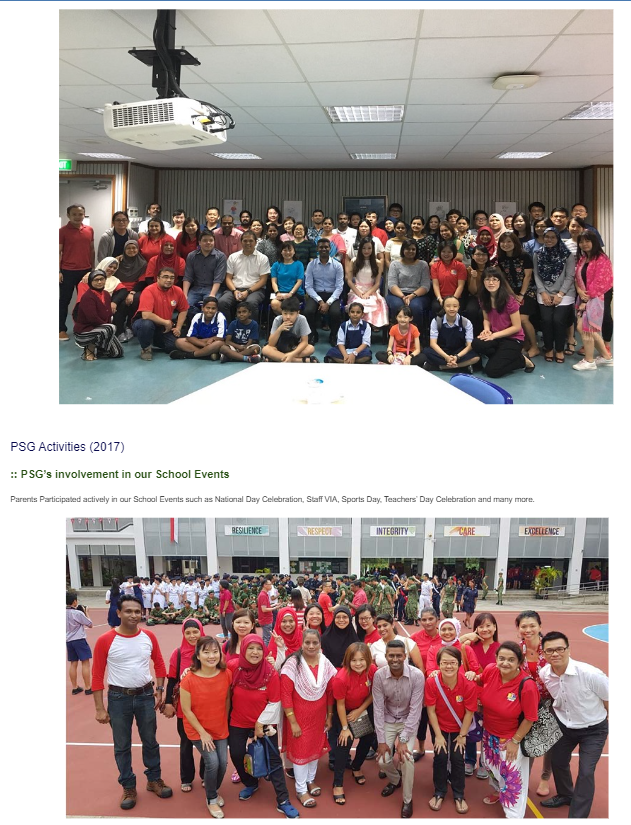 PSG Activities (2017)
:: PSG's involvement in our School Events
Parents Participated actively in our School Events such as National Day Celebration, Staff VIA, Sports Day, Teachers' Day Celebration and many more.
RESILIENCE RESPECT INTEGRITY CARE EXCELLENCE